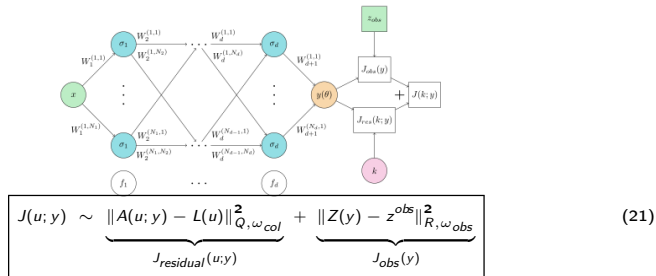 z_obs
W_1^{(1,1)} σ_1 W_2^{(1,1)} ... W_d^{(1,1)} σ_d W_{d+1}^{(1,1)} J_obs(y)
W_2^{(1,N_2)} W_d^{(1,N_d)}
x ⋮ ⋮ y(θ) + J(k; y)
W_1^{(1,N_1)} W_2^{(N_1,1)} W_d^{(N_{d-1},1)} W_{d+1}^{(N_d,1)} J_res(k; y)
σ_1 W_2^{(N_1,N_2)} ... W_d^{(N_{d-1},N_d)} σ_d
k
f_1 ... f_d
J(u; y) ∼ ‖A(u; y) − L(u)‖²_{Q,ω_col} + ‖Z(y) − z^{obs}‖²_{R,ω_obs} (21)
J_residual(u;y) J_obs(y)